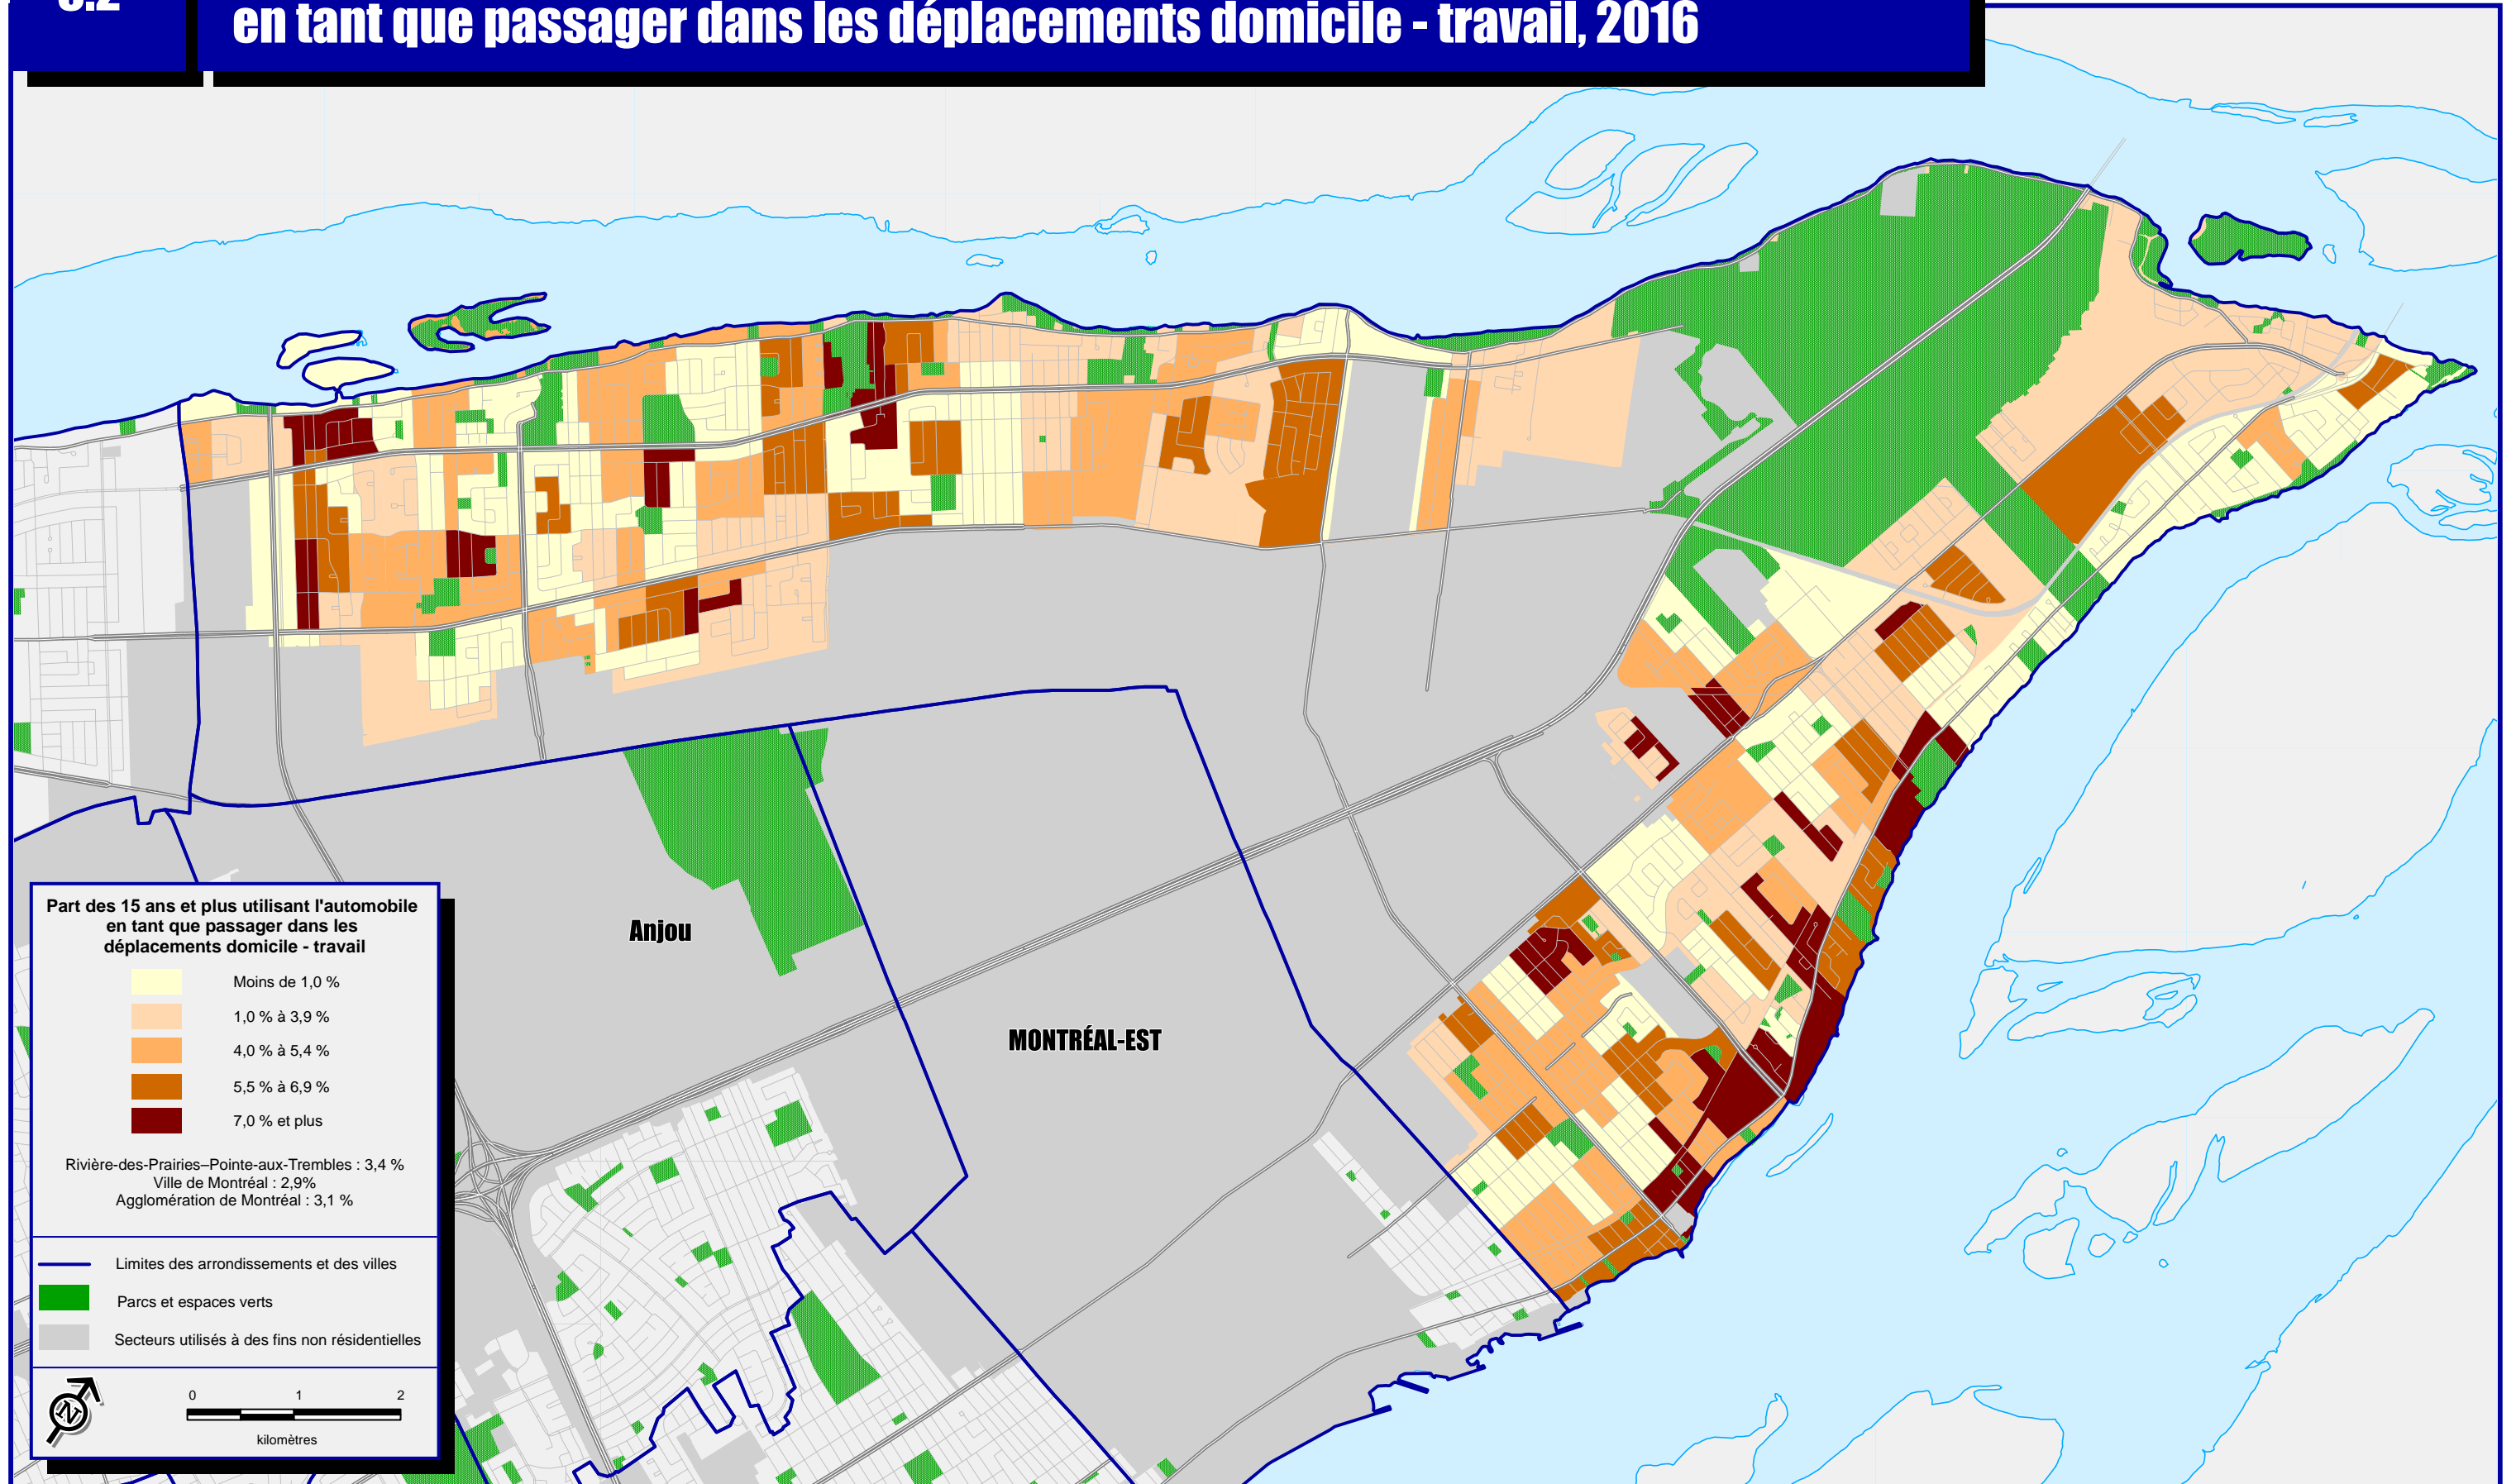 en tant que passager dans les déplacements domicile - travail, 2016
Anjou
MONTRÉAL-EST
Part des 15 ans et plus utilisant l'automobile
en tant que passager dans les
déplacements domicile - travail
Moins de 1,0 %
1,0 % à 3,9 %
4,0 % à 5,4 %
5,5 % à 6,9 %
7,0 % et plus
Rivière-des-Prairies–Pointe-aux-Trembles : 3,4 %
Ville de Montréal : 2,9%
Agglomération de Montréal : 3,1 %
Limites des arrondissements et des villes
Parcs et espaces verts
Secteurs utilisés à des fins non résidentielles
N
0 1 2
kilomètres